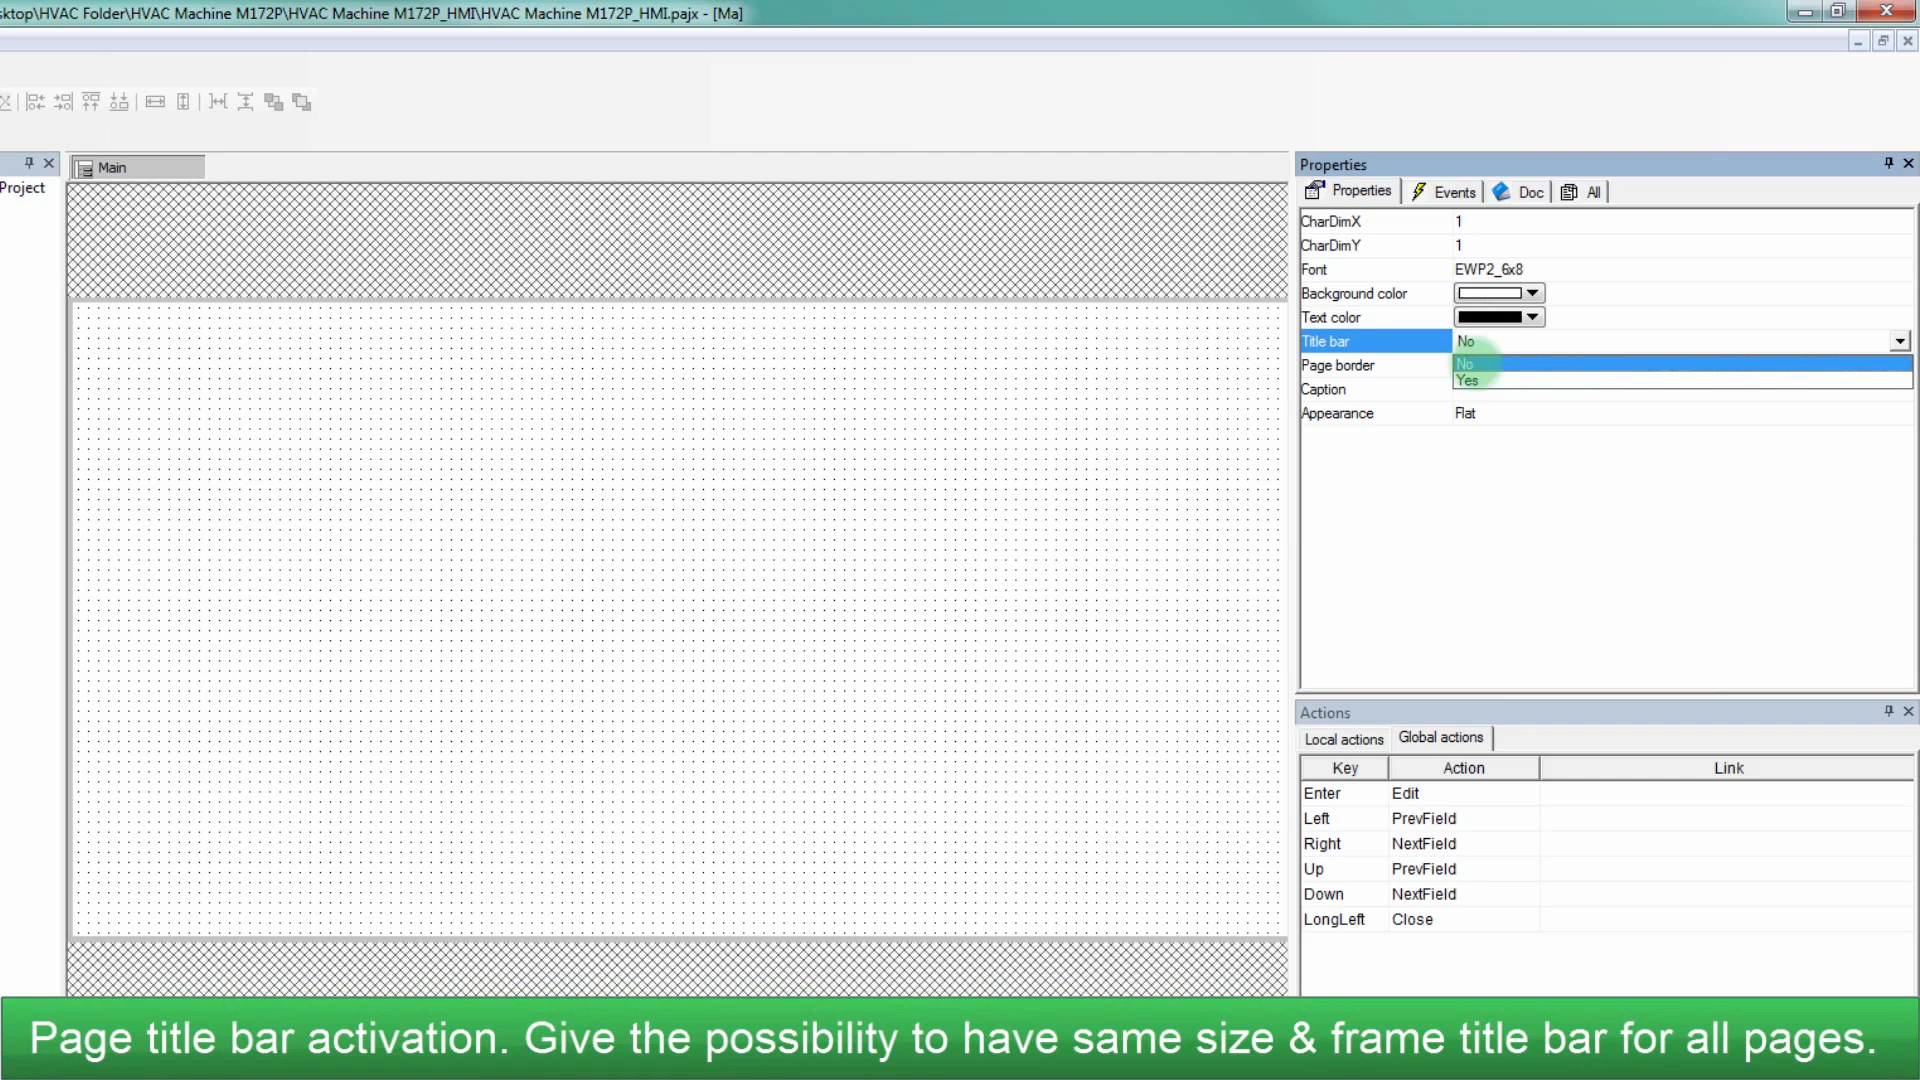 sktop\HVAC Folder\HVAC Machine M172P\HVAC Machine M172P_HMI\HVAC Machine M172P_HMI.pajx - [Ma]
Main
Project
Properties
Properties Events Doc All
CharDimX 1
CharDimY 1
Font EWP2_6x8
Background color
Text color
Title bar No
Page border No
Yes
Caption
Appearance Flat
Actions
Local actions Global actions
Key Action Link
Enter Edit
Left PrevField
Right NextField
Up PrevField
Down NextField
LongLeft Close
Page title bar activation. Give the possibility to have same size & frame title bar for all pages.